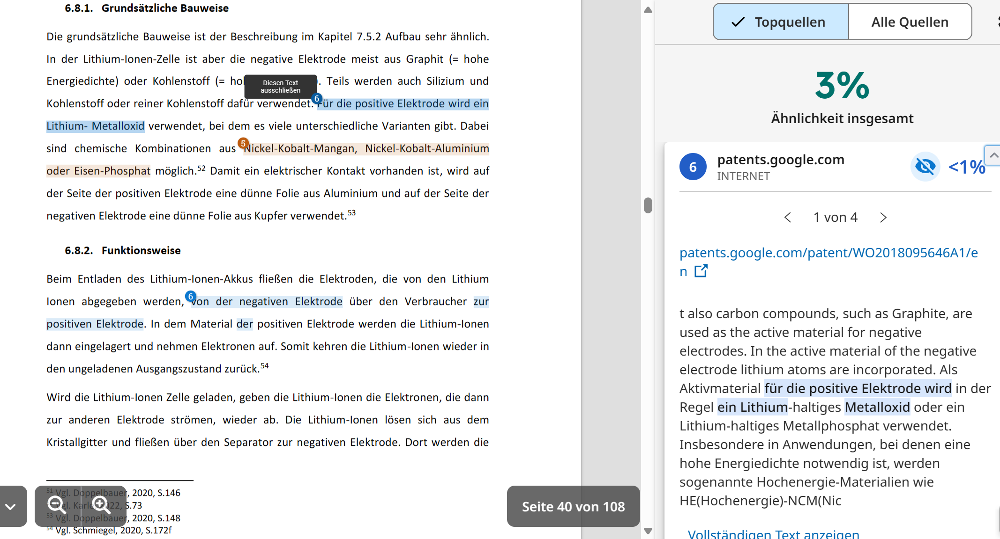 6.8.1. Grundsätzliche Bauweise
Die grundsätzliche Bauweise ist der Beschreibung im Kapitel 7.5.2 Aufbau sehr ähnlich.
In der Lithium-Ionen-Zelle ist aber die negative Elektrode meist aus Graphit (= hohe
Energiedichte) oder Kohlenstoff (= ). Teils werden auch Silizium und
Diesen Text
ausschließen
Kohlenstoff oder reiner Kohlenstoff dafür verwendet. 6 Für die positive Elektrode wird ein
Lithium- Metalloxid verwendet, bei dem es viele unterschiedliche Varianten gibt. Dabei
sind chemische Kombinationen aus 5 Nickel-Kobalt-Mangan, Nickel-Kobalt-Aluminium
oder Eisen-Phosphat möglich.52 Damit ein elektrischer Kontakt vorhanden ist, wird auf
der Seite der positiven Elektrode eine dünne Folie aus Aluminium und auf der Seite der
negativen Elektrode eine dünne Folie aus Kupfer verwendet.53
6.8.2. Funktionsweise
Beim Entladen des Lithium-Ionen-Akkus fließen die Elektroden, die von den Lithium
Ionen abgegeben werden, 6 von der negativen Elektrode über den Verbraucher zur
positiven Elektrode. In dem Material der positiven Elektrode werden die Lithium-Ionen
dann eingelagert und nehmen Elektronen auf. Somit kehren die Lithium-Ionen wieder in
den ungeladenen Ausgangszustand zurück.54
Wird die Lithium-Ionen Zelle geladen, geben die Lithium-Ionen die Elektronen, die dann
zur anderen Elektrode strömen, wieder ab. Die Lithium-Ionen lösen sich aus dem
Kristallgitter und fließen über den Separator zur negativen Elektrode. Dort werden die
51 Vgl. Doppelbauer, 2020, S.146
Vgl. Karle, 2022, S.73
53 Vgl. Doppelbauer, 2020, S.148
54 Vgl. Schmiegel, 2020, S.172f
Seite 40 von 108
Topquellen
Alle Quellen
3%
Ähnlichkeit insgesamt
6 patents.google.com <1%
INTERNET
1 von 4
patents.google.com/patent/WO2018095646A1/e
n
t also carbon compounds, such as Graphite, are
used as the active material for negative
electrodes. In the active material of the negative
electrode lithium atoms are incorporated. Als
Aktivmaterial für die positive Elektrode wird in der
Regel ein Lithium-haltiges Metalloxid oder ein
Lithium-haltiges Metallphosphat verwendet.
Insbesondere in Anwendungen, bei denen eine
hohe Energiedichte notwendig ist, werden
sogenannte Hochenergie-Materialien wie
HE(Hochenergie)-NCM(Nic
Vollständigen Text anzeigen